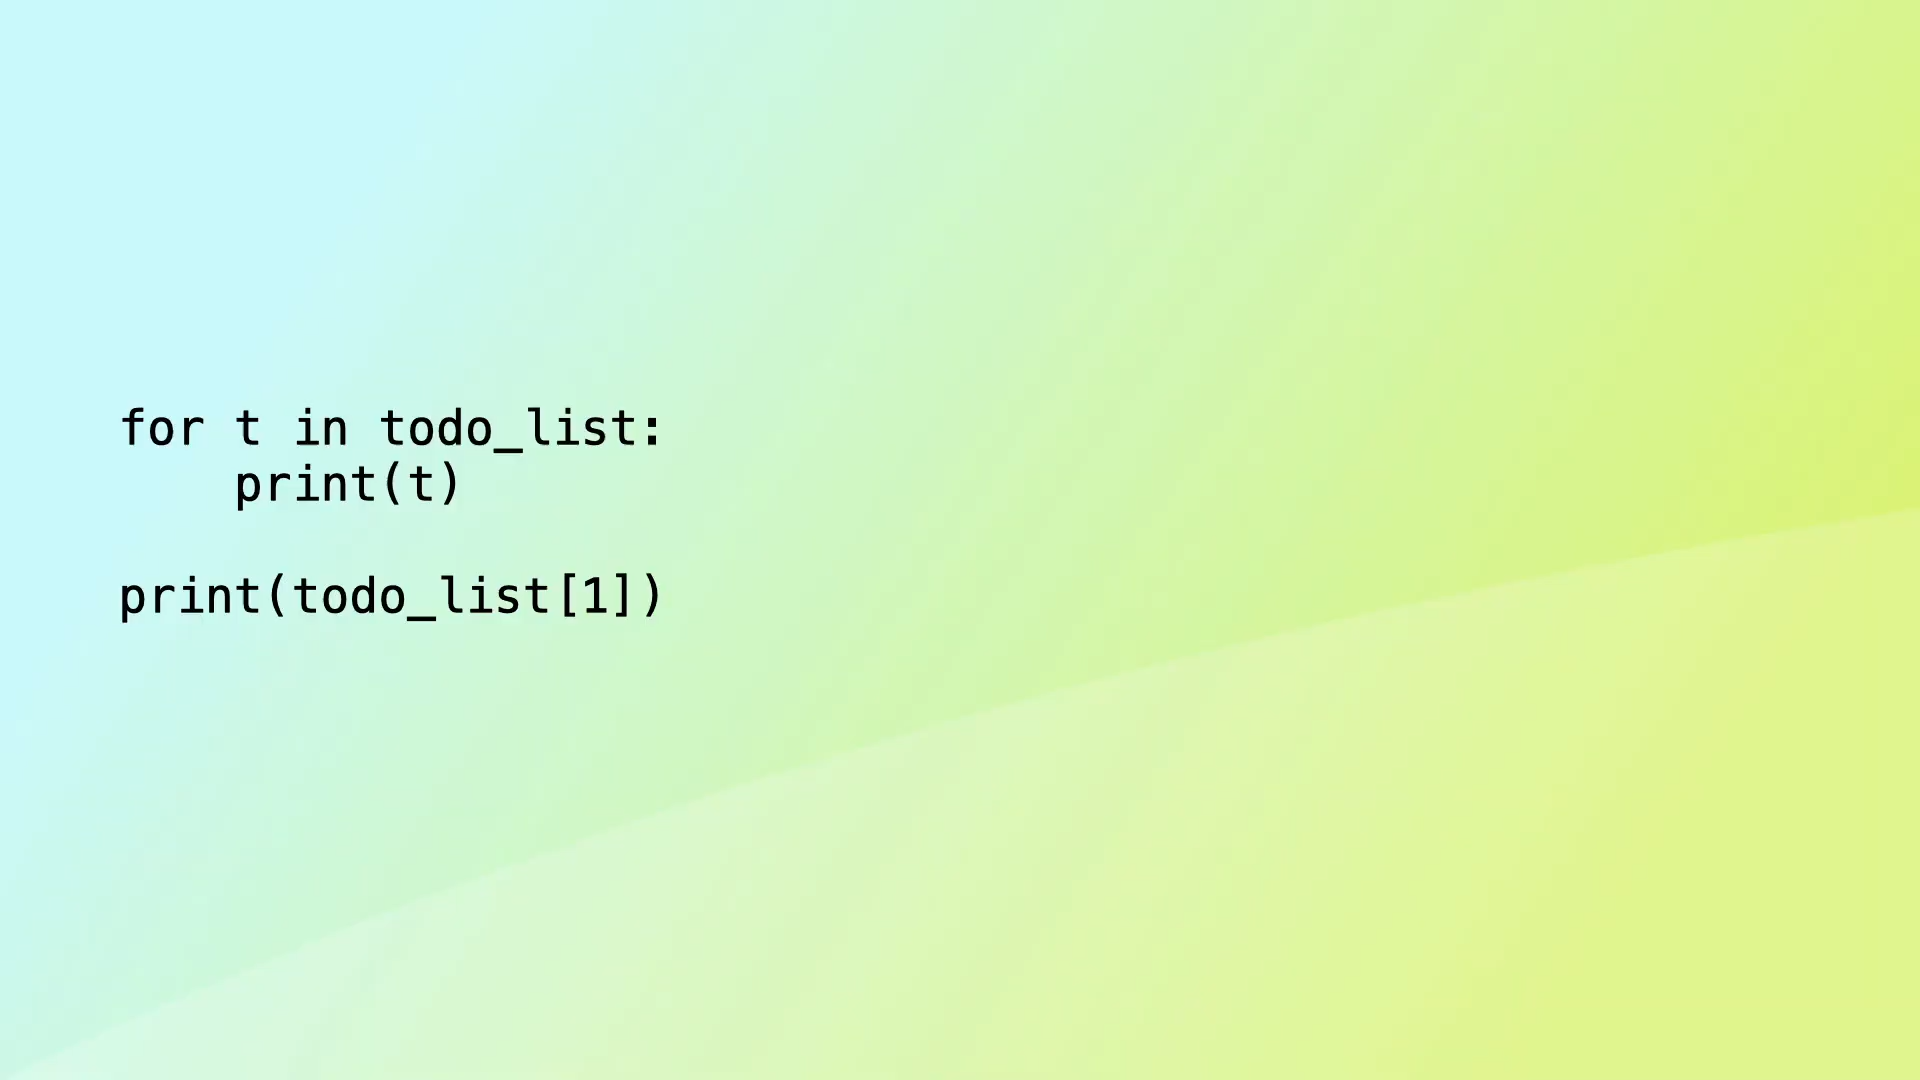 for t in todo_list:
    print(t)

print(todo_list[1])